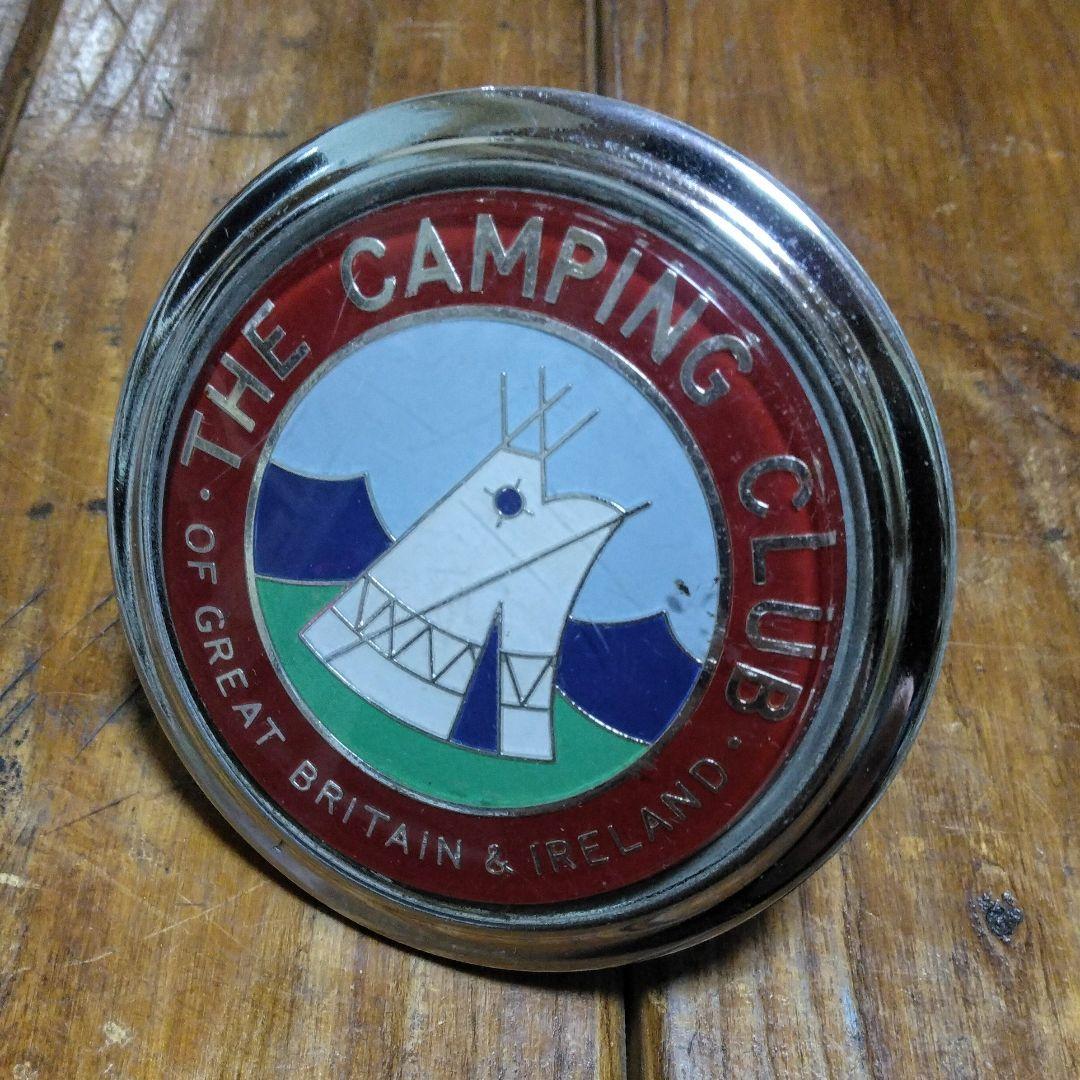 THE CAMPiNG CLUB
· OF GREAT BRITAIN & IRELAND ·